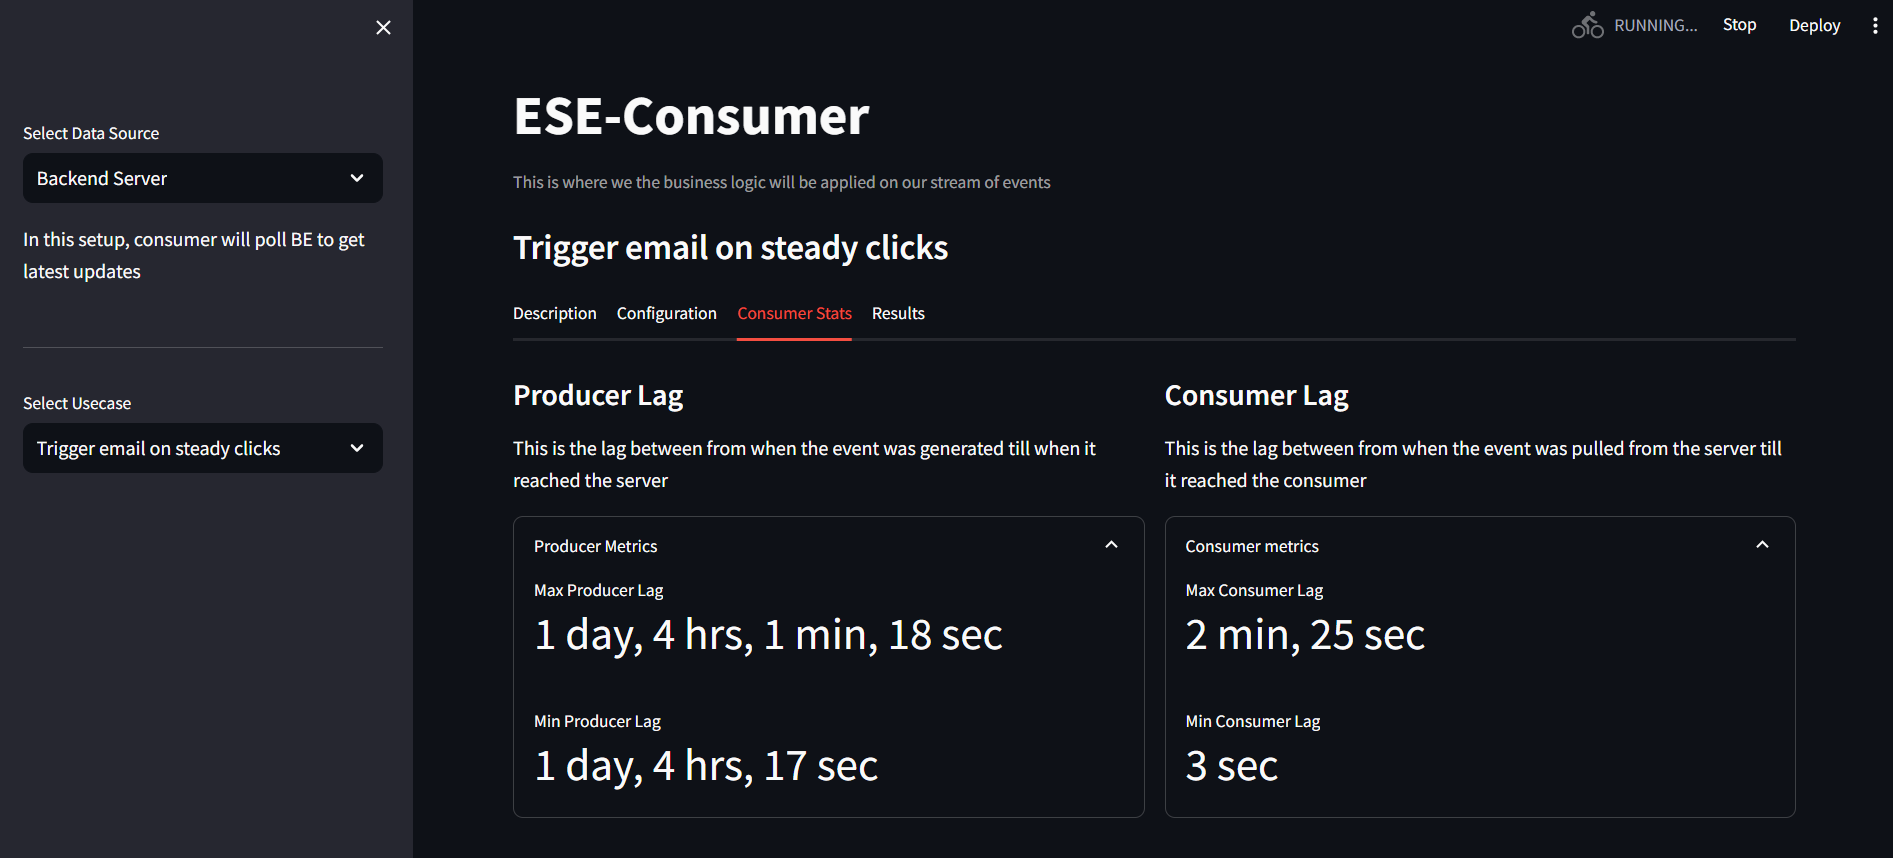 RUNNING...
Stop
Deploy
Select Data Source
Backend Server
In this setup, consumer will poll BE to get
latest updates
Select Usecase
Trigger email on steady clicks
ESE-Consumer
This is where we the business logic will be applied on our stream of events
Trigger email on steady clicks
Description Configuration Consumer Stats Results
Producer Lag
This is the lag between from when the event was generated till when it
reached the server
Producer Metrics
Max Producer Lag
1 day, 4 hrs, 1 min, 18 sec
Min Producer Lag
1 day, 4 hrs, 17 sec
Consumer Lag
This is the lag between from when the event was pulled from the server till
it reached the consumer
Consumer metrics
Max Consumer Lag
2 min, 25 sec
Min Consumer Lag
3 sec